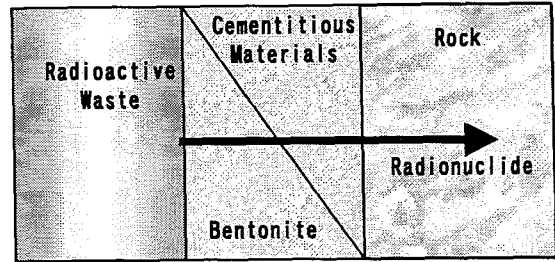 Radioactive
Waste
Cementitious
Materials
Bentonite
Rock
Radionuclide